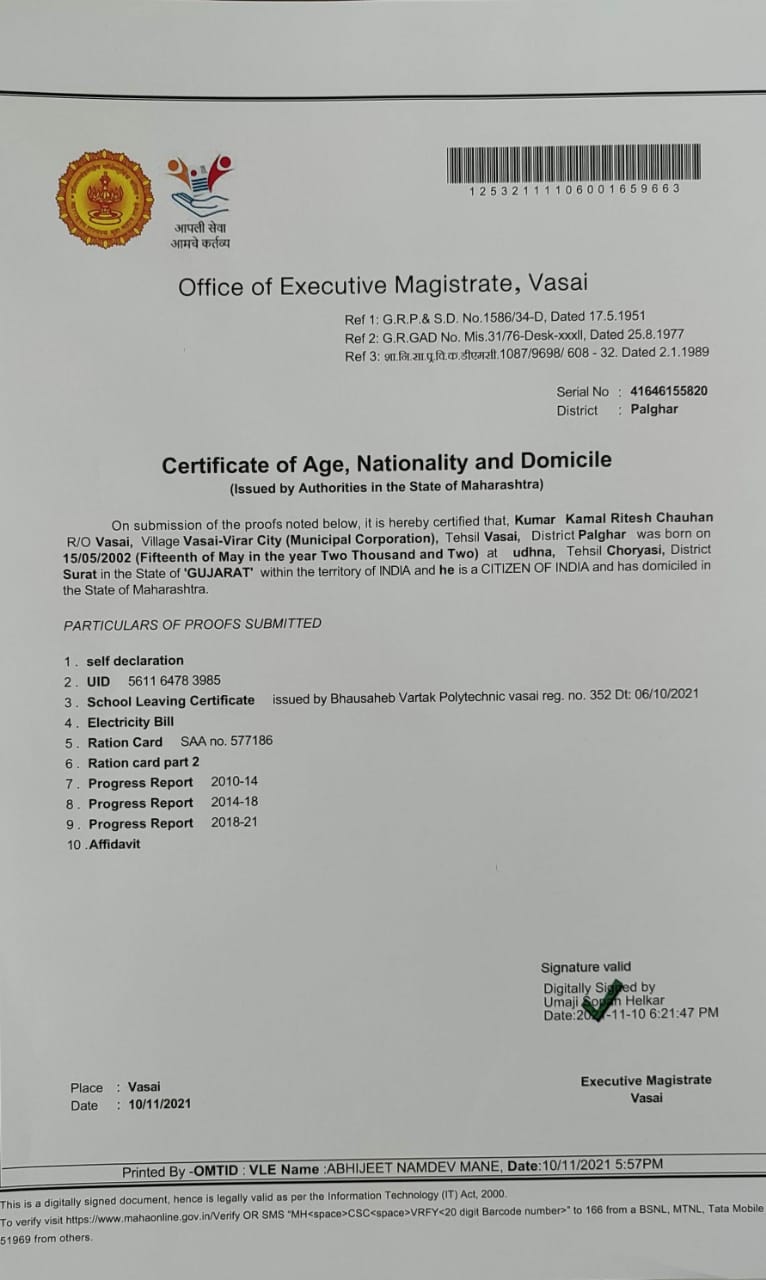 12532111106001659663
आपली सेवा
आमचे कर्तव्य
Office of Executive Magistrate, Vasai
Ref 1: G.R.P.& S.D. No.1586/34-D, Dated 17.5.1951
Ref 2: G.R.GAD No. Mis.31/76-Desk-xxxll, Dated 25.8.1977
Ref 3: शा.नि.सा.प्र.वि.क.डीएमसी.1087/9698/ 608 - 32. Dated 2.1.1989
Serial No : 41646155820
District : Palghar
Certificate of Age, Nationality and Domicile
(Issued by Authorities in the State of Maharashtra)
On submission of the proofs noted below, it is hereby certified that, Kumar Kamal Ritesh Chauhan
R/O Vasai, Village Vasai-Virar City (Municipal Corporation), Tehsil Vasai, District Palghar was born on
15/05/2002 (Fifteenth of May in the year Two Thousand and Two) at udhna, Tehsil Choryasi, District
Surat in the State of 'GUJARAT' within the territory of INDIA and he is a CITIZEN OF INDIA and has domiciled in
the State of Maharashtra.
PARTICULARS OF PROOFS SUBMITTED
1 . self declaration
2 . UID 5611 6478 3985
3 . School Leaving Certificate issued by Bhausaheb Vartak Polytechnic vasai reg. no. 352 Dt: 06/10/2021
4 . Electricity Bill
5 . Ration Card SAA no. 577186
6 . Ration card part 2
7 . Progress Report 2010-14
8 . Progress Report 2014-18
9 . Progress Report 2018-21
10 .Affidavit
Signature valid
Digitally Signed by
Umaji Sopan Helkar
Date:2021-11-10 6:21:47 PM
Place : Vasai
Date : 10/11/2021
Executive Magistrate
Vasai
Printed By -OMTID : VLE Name :ABHIJEET NAMDEV MANE, Date:10/11/2021 5:57PM
This is a digitally signed document, hence is legally valid as per the Information Technology (IT) Act, 2000.
To verify visit https://www.mahaonline.gov.in/Verify OR SMS "MH<space>CSC<space>VRFY<20 digit Barcode number>" to 166 from a BSNL, MTNL, Tata Mobile
51969 from others.